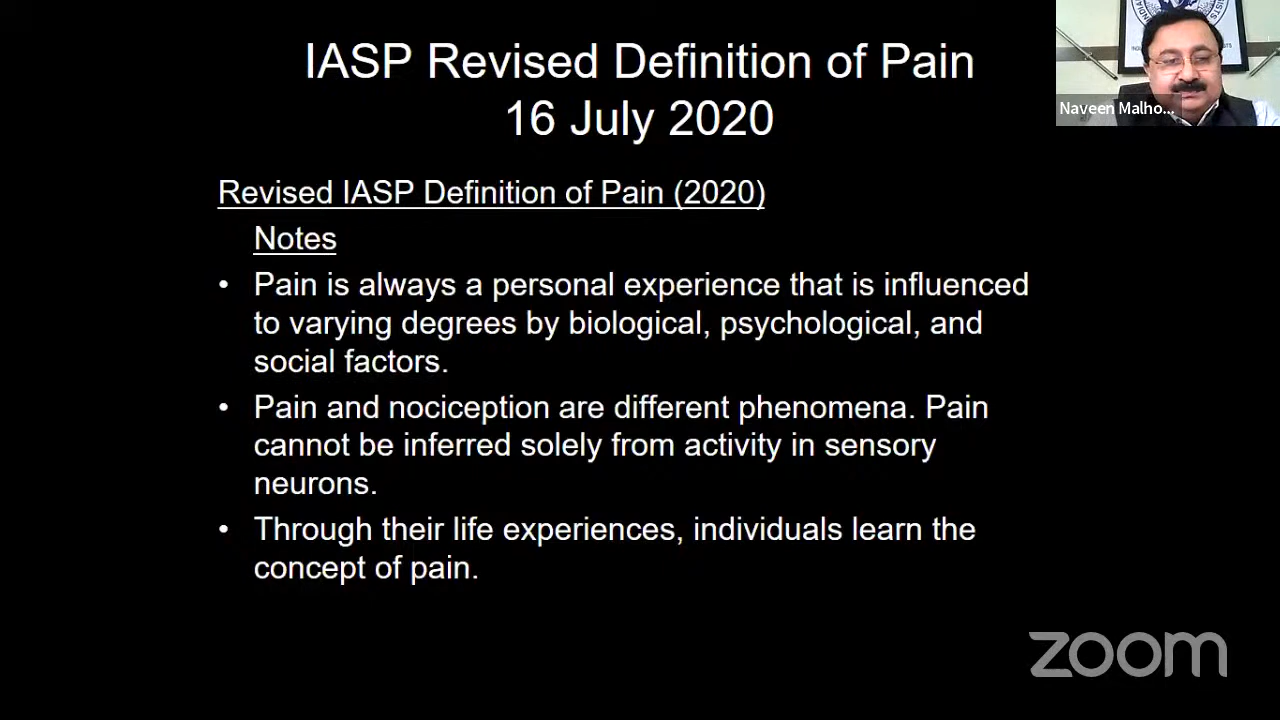 IASP Revised Definition of Pain
16 July 2020
Naveen Malho...
Revised IASP Definition of Pain (2020)
Notes
• Pain is always a personal experience that is influenced
to varying degrees by biological, psychological, and
social factors.
• Pain and nociception are different phenomena. Pain
cannot be inferred solely from activity in sensory
neurons.
• Through their life experiences, individuals learn the
concept of pain.
zoom